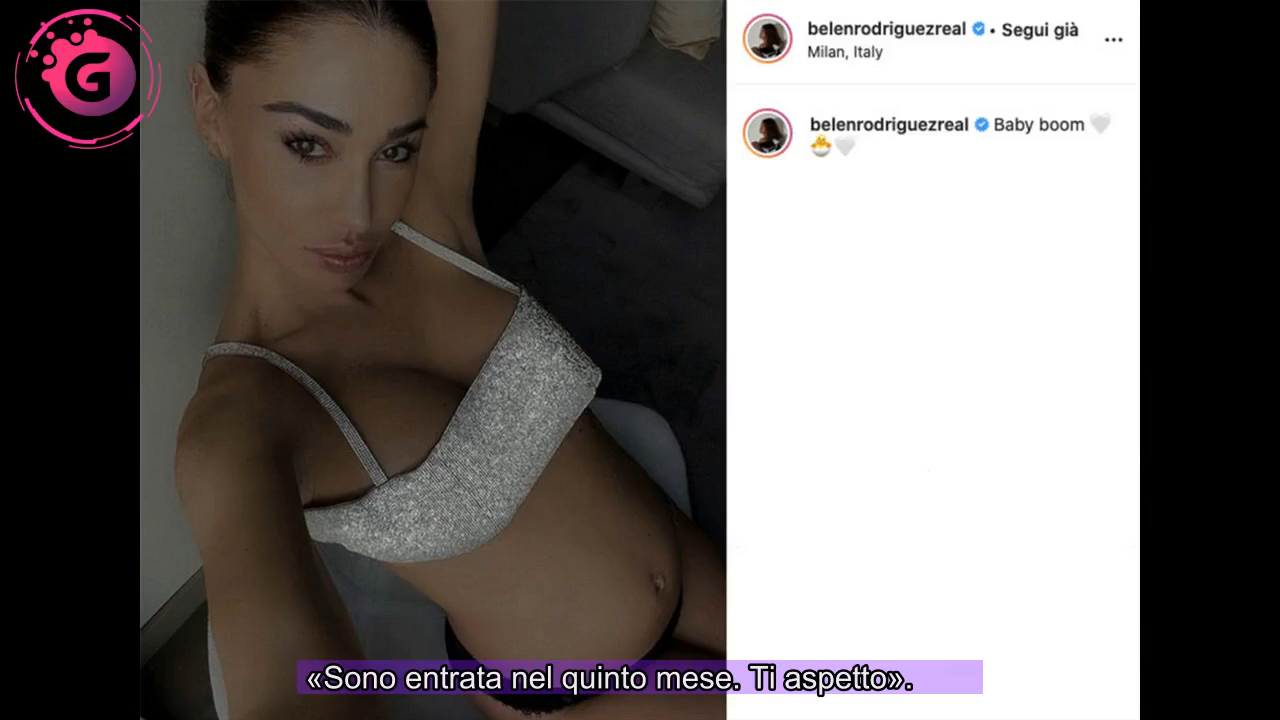 G
belenrodriguezreal • Segui già
Milan, Italy
belenrodriguezreal Baby boom 🤍
🐣🤍
«Sono entrata nel quinto mese. Ti aspetto».